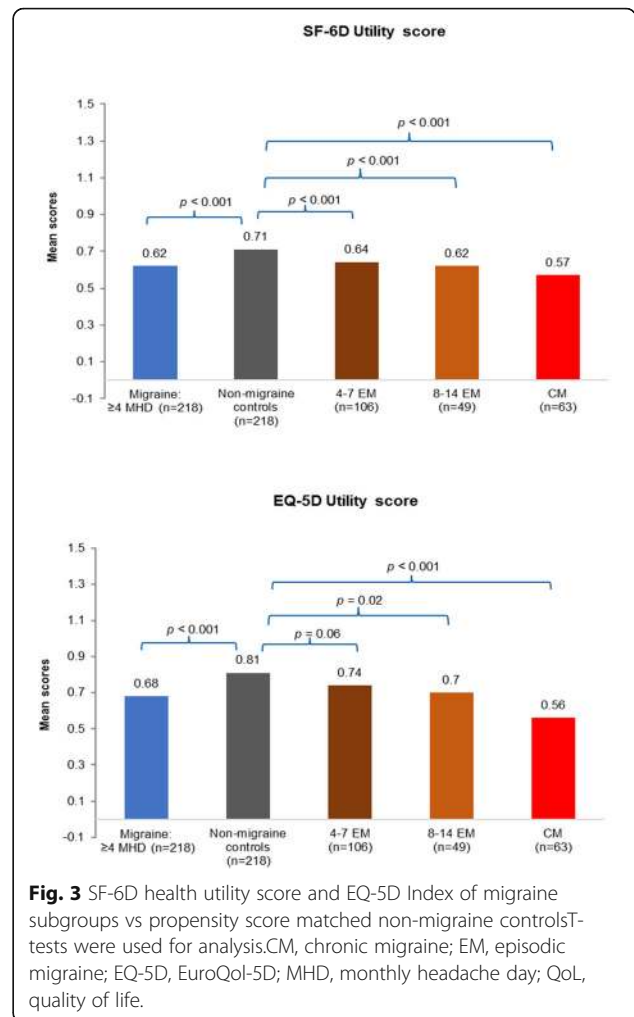 SF-6D Utility score
1.5
1.3
1.1
0.9
0.7
0.5
0.3
0.1
-0.1
Mean scores
p < 0.001
p < 0.001
p < 0.001
p < 0.001
0.62
0.71
0.64
0.62
0.57
Migraine:
≥4 MHD (n=218)
Non-migraine
controls
(n=218)
4-7 EM
(n=106)
8-14 EM
(n=49)
CM
(n=63)
EQ-5D Utility score
1.5
1.3
1.1
0.9
0.7
0.5
0.3
0.1
-0.1
Mean scores
p < 0.001
p = 0.02
p < 0.001
p = 0.06
0.68
0.81
0.74
0.7
0.56
Migraine:
≥4 MHD (n=218)
Non-migraine
controls
(n=218)
4-7 EM
(n=106)
8-14 EM
(n=49)
CM
(n=63)
Fig. 3 SF-6D health utility score and EQ-5D Index of migraine
subgroups vs propensity score matched non-migraine controlsT-
tests were used for analysis.CM, chronic migraine; EM, episodic
migraine; EQ-5D, EuroQol-5D; MHD, monthly headache day; QoL,
quality of life.